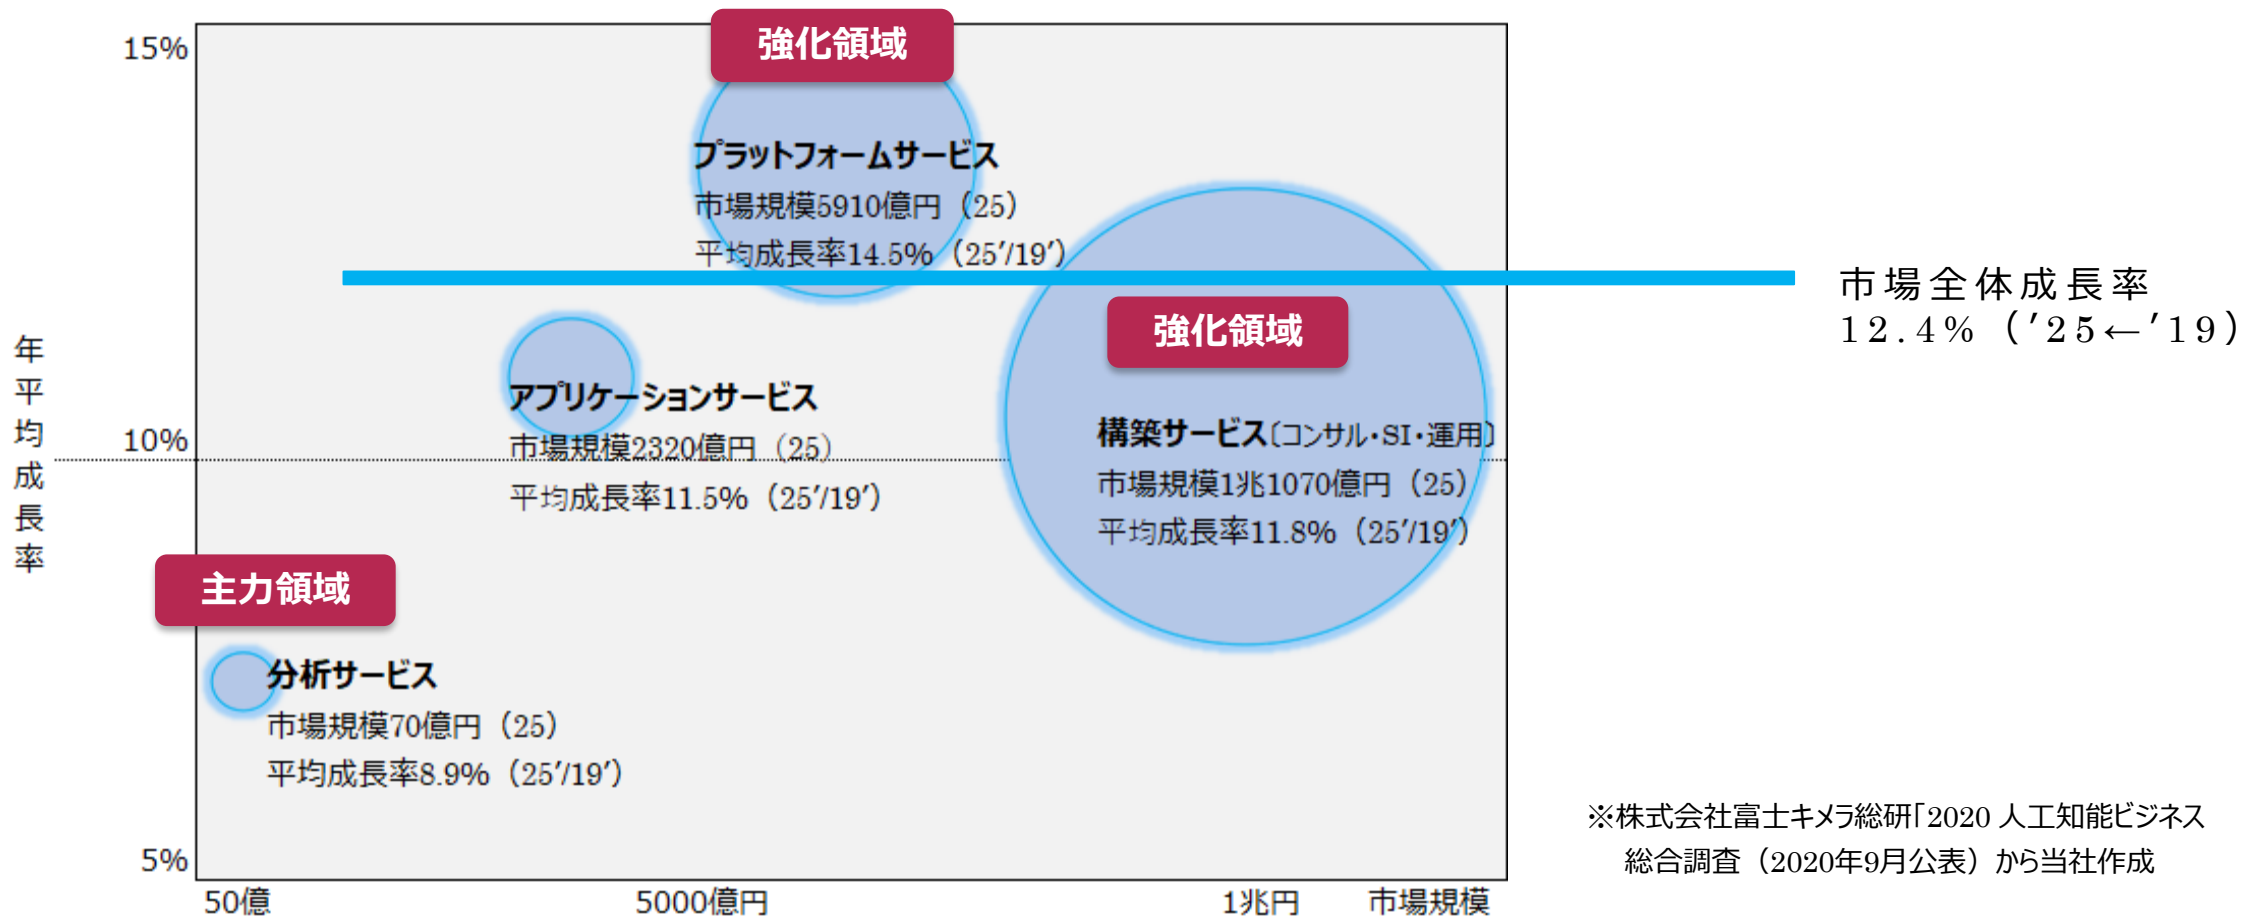 強化領域
15%
プラットフォームサービス
市場規模5910億円（25）
平均成長率14.5%（25′/19′）
市場全体成長率
12.4%（′25←′19）
強化領域
年平均成長率
アプリケーションサービス
10%
市場規模2320億円（25）
平均成長率11.5%（25′/19′）
構築サービス〔コンサル・SI・運用〕
市場規模1兆1070億円（25）
平均成長率11.8%（25′/19′）
主力領域
分析サービス
市場規模70億円（25）
平均成長率8.9%（25′/19′）
※株式会社富士キメラ総研「2020 人工知能ビジネス
総合調査（2020年9月公表）から当社作成
5%
50億
5000億円
1兆円
市場規模